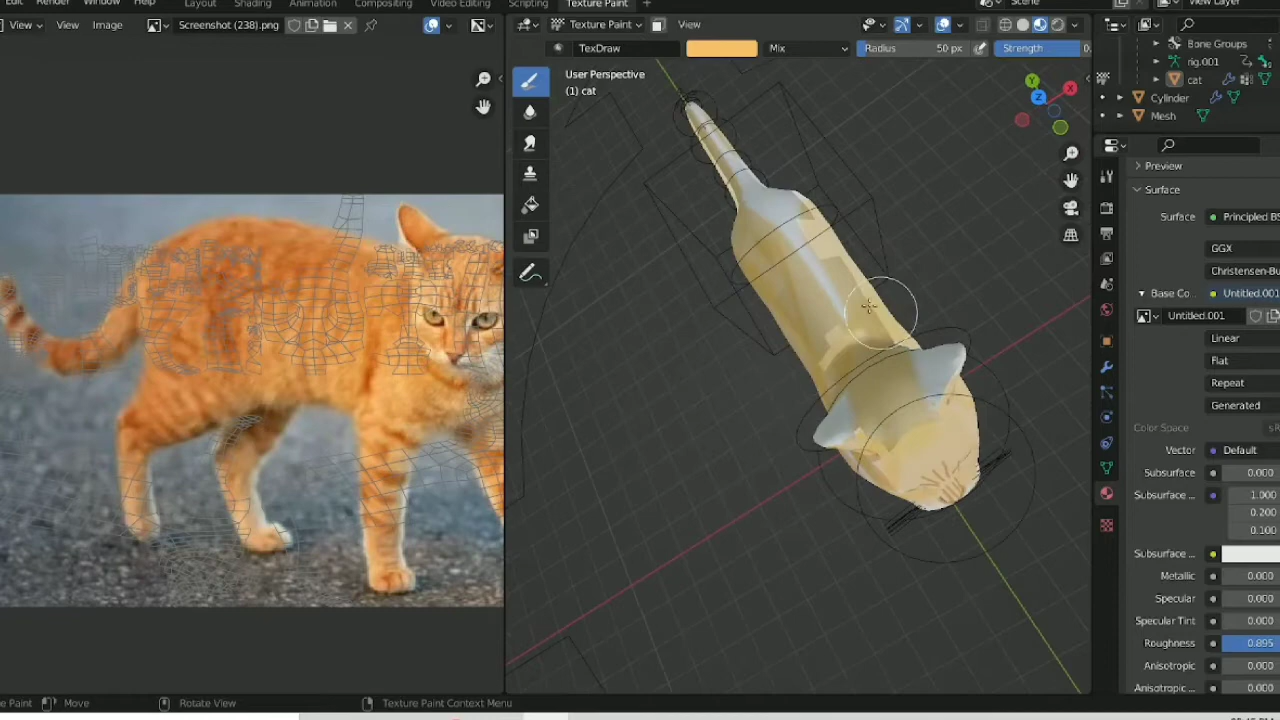 Edit Render Window Help Layout Shading Animation Compositing Video Editing Scripting Texture Paint + Scene View Layer
View View Image Screenshot (238).png Texture Paint View
TexDraw Mix Radius 50 px Strength 0.
User Perspective
(1) cat
Y
X
Z
Bone Groups
rig.001
cat
Cylinder
Mesh
Preview
Surface
Surface Principled BS
GGX
Christensen-Bu
Base Co... Untitled.001
Untitled.001
Linear
Flat
Repeat
Generated
Color Space
Vector Default
Subsurface 0.000
Subsurface ... 1.000
0.200
0.100
Subsurface ...
Metallic 0.000
Specular 0.000
Specular Tint 0.000
Roughness 0.895
Anisotropic 0.000
Anisotropic ... 0.000
e Paint Move Rotate View Texture Paint Context Menu